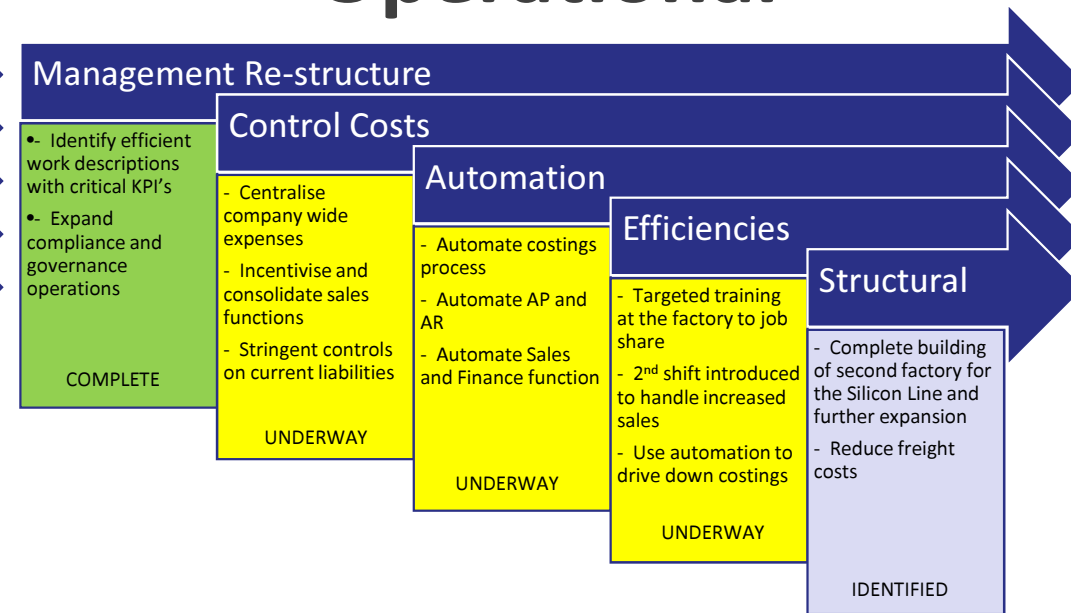 Operational
Management Re-structure
•- Identify efficient
work descriptions
with critical KPI's
•- Expand
compliance and
governance
operations
COMPLETE
Control Costs
- Centralise
company wide
expenses
- Incentivise and
consolidate sales
functions
- Stringent controls
on current liabilities
UNDERWAY
Automation
- Automate costings
process
- Automate AP and
AR
- Automate Sales
and Finance function
UNDERWAY
Efficiencies
- Targeted training
at the factory to job
share
- 2nd shift introduced
to handle increased
sales
- Use automation to
drive down costings
UNDERWAY
Structural
- Complete building
of second factory for
the Silicon Line and
further expansion
- Reduce freight
costs
IDENTIFIED